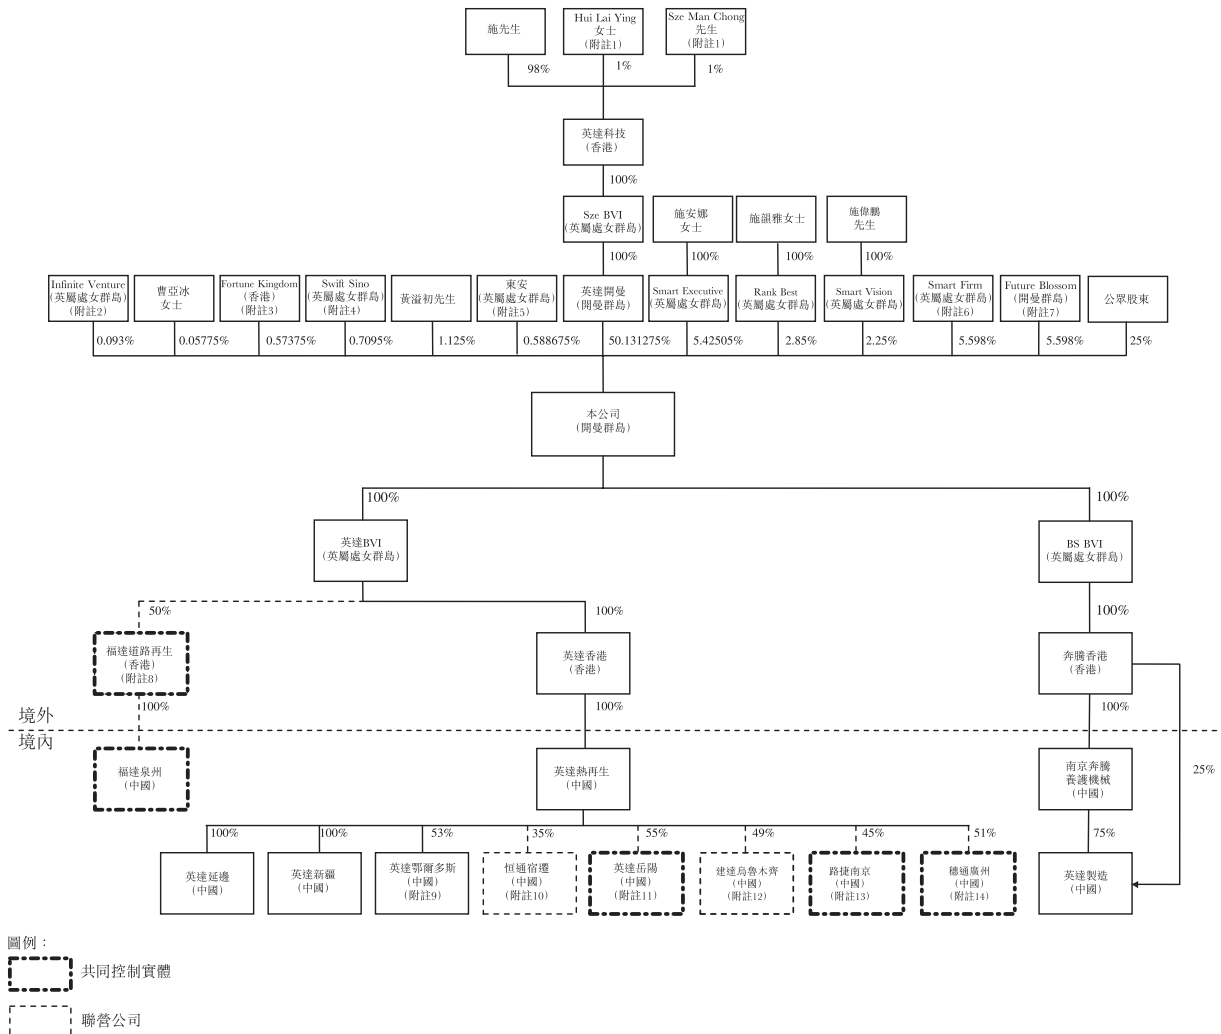 施先生
Hui Lai Ying
女士
(附註1)
Sze Man Chong
先生
(附註1)
98%
1%
1%
英達科技
(香港)
100%
Sze BVI
(英屬處女群島)
施安娜
女士
施韻雅女士
施偉鵬
先生
100%
100%
100%
100%
Infinite Venture
(英屬處女群島)
(附註2)
曹亞冰
女士
Fortune Kingdom
(香港)
(附註3)
Swift Sino
(英屬處女群島)
(附註4)
黃溢初先生
東安
(英屬處女群島)
(附註5)
英達開曼
(開曼群島)
Smart Executive
(英屬處女群島)
Rank Best
(英屬處女群島)
Smart Vision
(英屬處女群島)
Smart Firm
(英屬處女群島)
(附註6)
Future Blossom
(開曼群島)
(附註7)
公眾股東
0.093%
0.05775%
0.57375%
0.7095%
1.125%
0.588675%
50.131275%
5.42505%
2.85%
2.25%
5.598%
5.598%
25%
本公司
(開曼群島)
100%
100%
英達BVI
(英屬處女群島)
BS BVI
(英屬處女群島)
50%
100%
100%
福達道路再生
(香港)
(附註8)
英達香港
(香港)
奔騰香港
(香港)
100%
100%
100%
境外
境內
福達泉州
(中國)
英達熱再生
(中國)
南京奔騰
養護機械
(中國)
25%
100%
100%
53%
35%
55%
49%
45%
51%
75%
英達延邊
(中國)
英達新疆
(中國)
英達鄂爾多斯
(中國)
(附註9)
恒通宿遷
(中國)
(附註10)
英達岳陽
(中國)
(附註11)
建達烏魯木齊
(中國)
(附註12)
路捷南京
(中國)
(附註13)
穗通廣州
(中國)
(附註14)
英達製造
(中國)
圖例：
共同控制實體
聯營公司